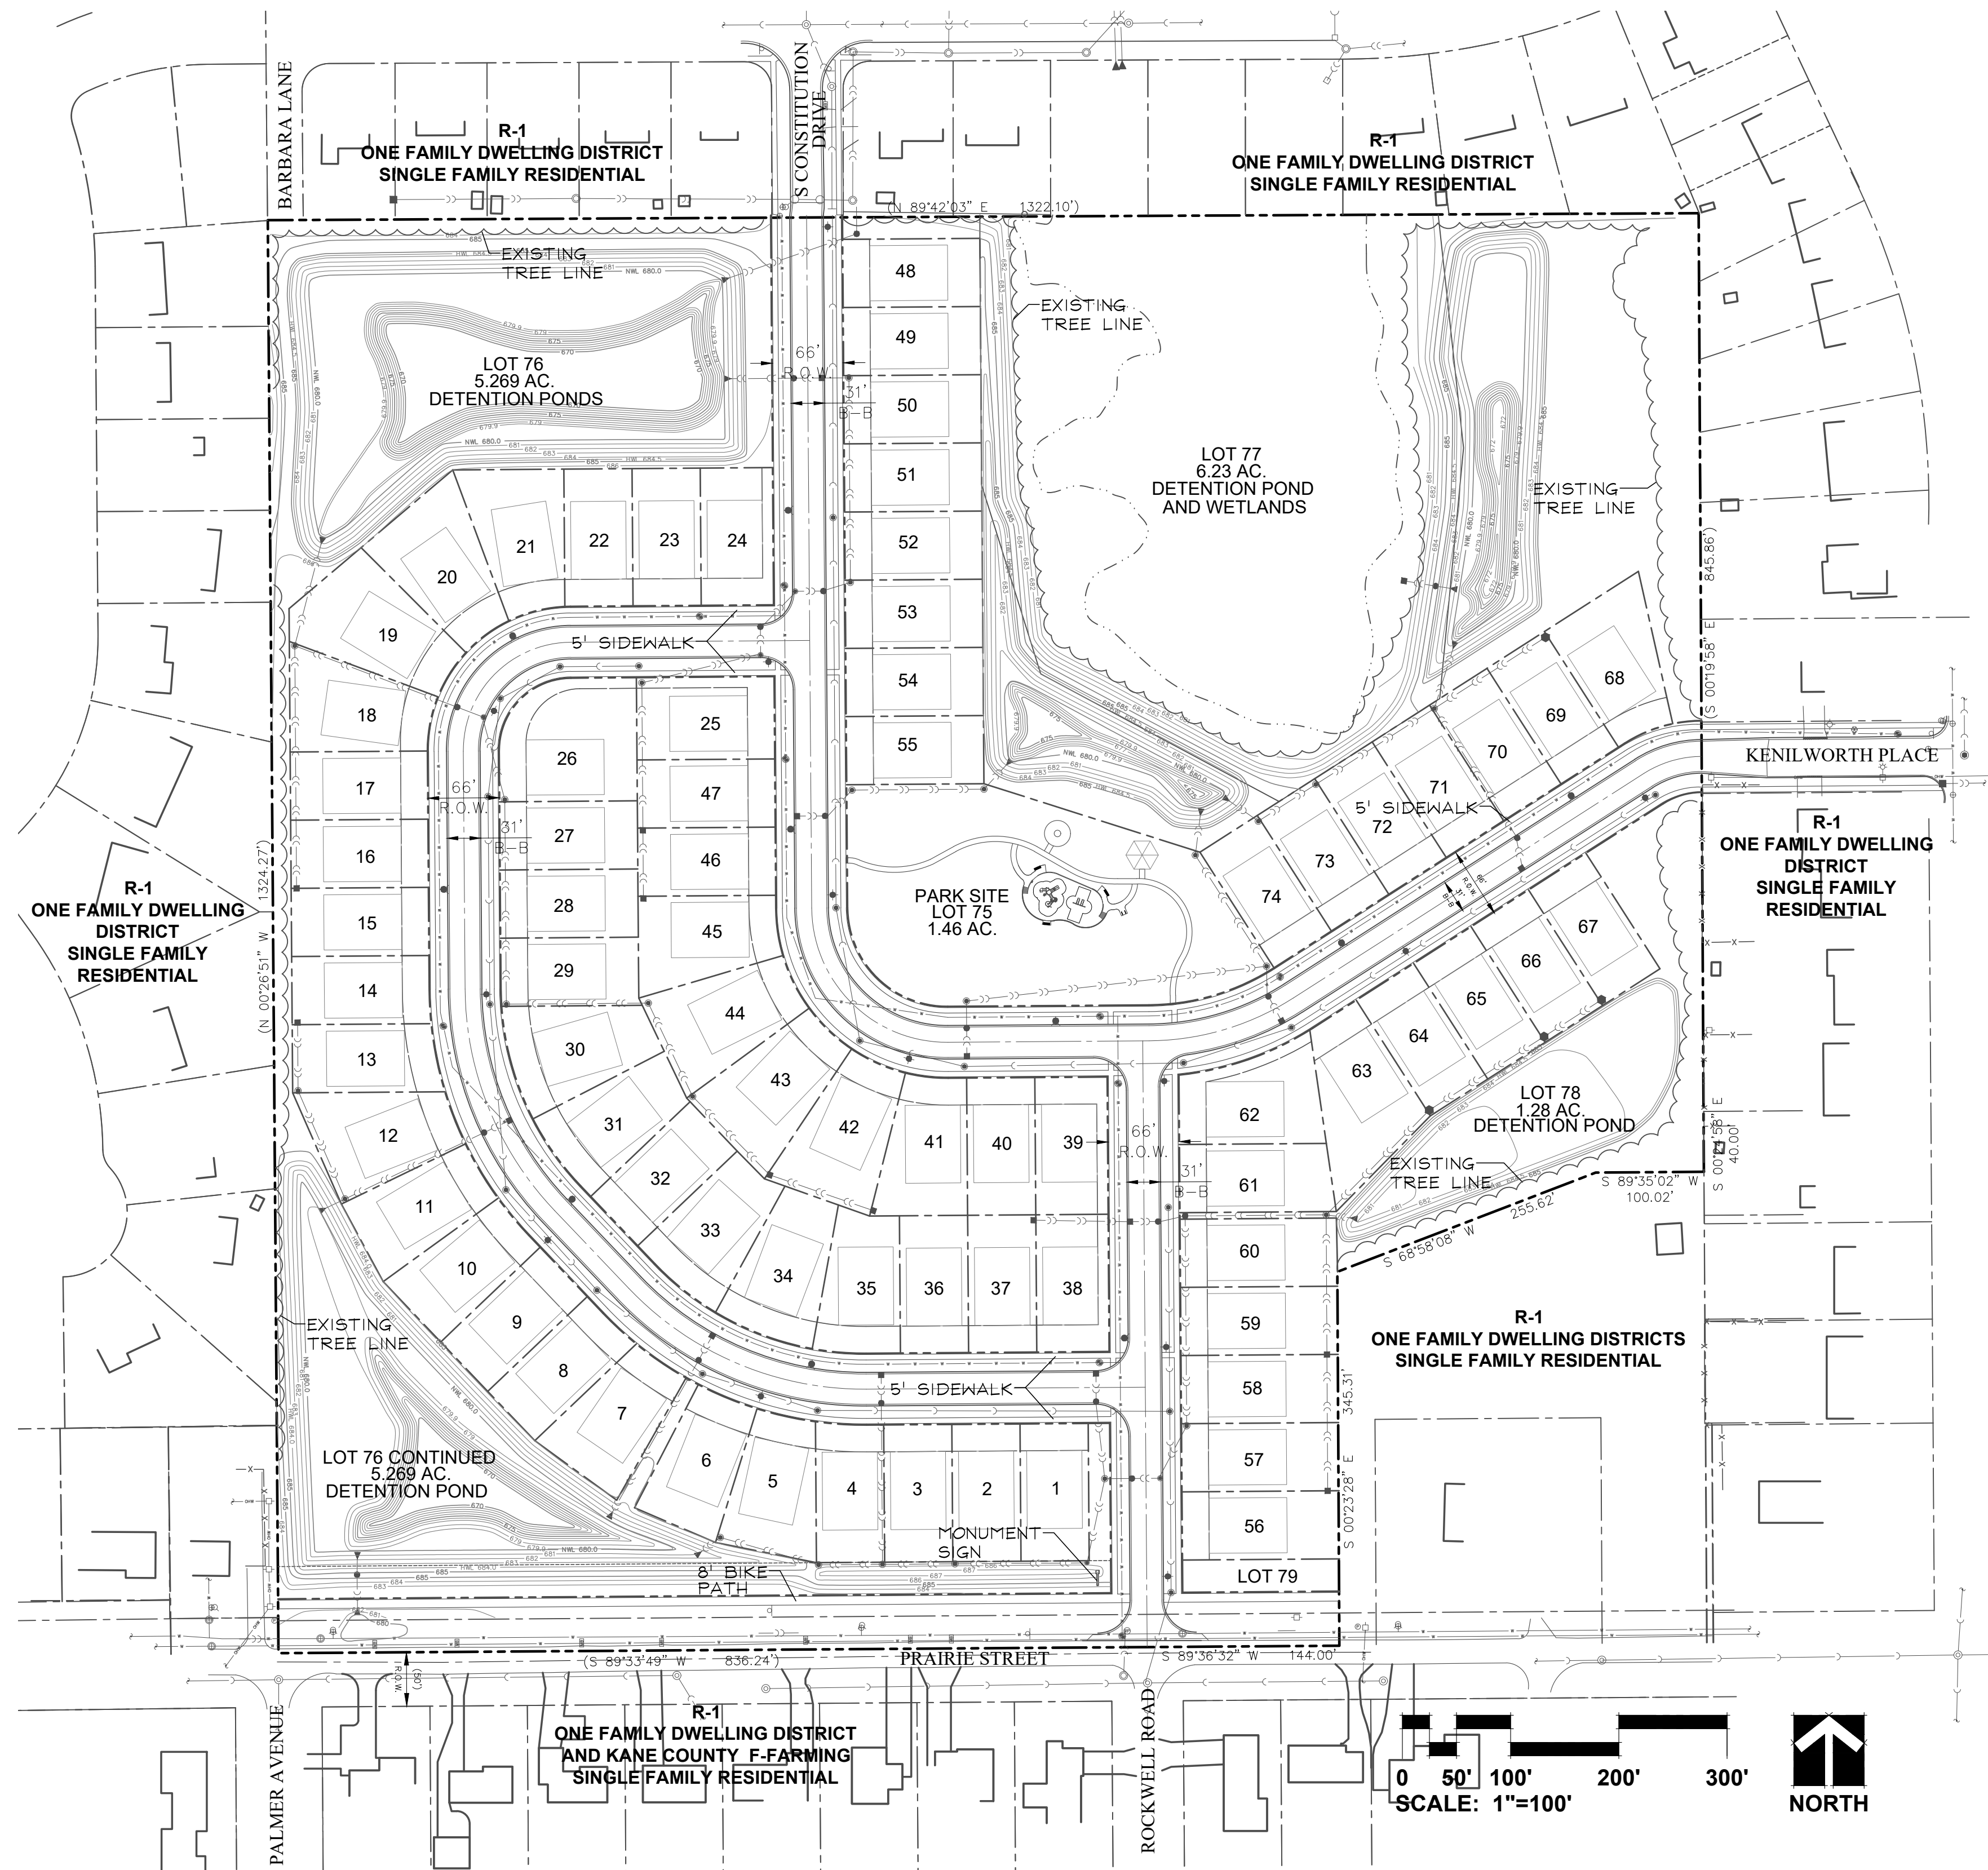 BARBARA LANE
S CONSTITUTION
DRIVE
R-1
ONE FAMILY DWELLING DISTRICT
SINGLE FAMILY RESIDENTIAL
R-1
ONE FAMILY DWELLING DISTRICT
SINGLE FAMILY RESIDENTIAL
(N 89°42'03" E 1322.10')
EXISTING
TREE LINE
LOT 76
5.269 AC.
DETENTION PONDS
66'
R.O.W.
31'
B-B
48
49
50
51
52
53
54
55
EXISTING
TREE LINE
LOT 77
6.23 AC.
DETENTION POND
AND WETLANDS
EXISTING
TREE LINE
(S 00°19'58" E 845.86')
19
20
21
22
23
24
5' SIDEWALK
18
17
16
15
14
13
12
11
10
9
8
7
6
5
4
3
2
1
66'
R.O.W.
31'
B-B
25
26
47
27
46
28
45
29
44
30
43
31
42
32
41
40
39
33
34
35
36
37
38
68
69
70
71
72
73
74
5' SIDEWALK
66'
R.O.W.
31'
B-B
KENILWORTH PLACE
R-1
ONE FAMILY DWELLING
DISTRICT
SINGLE FAMILY
RESIDENTIAL
PARK SITE
LOT 75
1.46 AC.
67
66
65
64
63
62
61
60
59
58
57
56
LOT 79
66'
R.O.W.
31'
B-B
LOT 78
1.28 AC.
DETENTION POND
EXISTING
TREE LINE
40.00'
S 89°35'02" W
100.02'
S 68°58'08" W 255.62'
R-1
ONE FAMILY DWELLING
DISTRICT
SINGLE FAMILY
RESIDENTIAL
(N 00°26'51" W 1324.27')
R-1
ONE FAMILY DWELLING DISTRICTS
SINGLE FAMILY RESIDENTIAL
S 00°23'28" E 345.31'
EXISTING
TREE LINE
5' SIDEWALK
LOT 76 CONTINUED
5.269 AC.
DETENTION POND
MONUMENT
SIGN
8' BIKE
PATH
(S 89°33'49" W 836.24')
PRAIRIE STREET
S 89°36'32" W 144.00'
(50')
R.O.W.
PALMER AVENUE
R-1
ONE FAMILY DWELLING DISTRICT
AND KANE COUNTY F-FARMING
SINGLE FAMILY RESIDENTIAL
ROCKWELL ROAD
0 50' 100' 200' 300'
SCALE: 1"=100'
NORTH